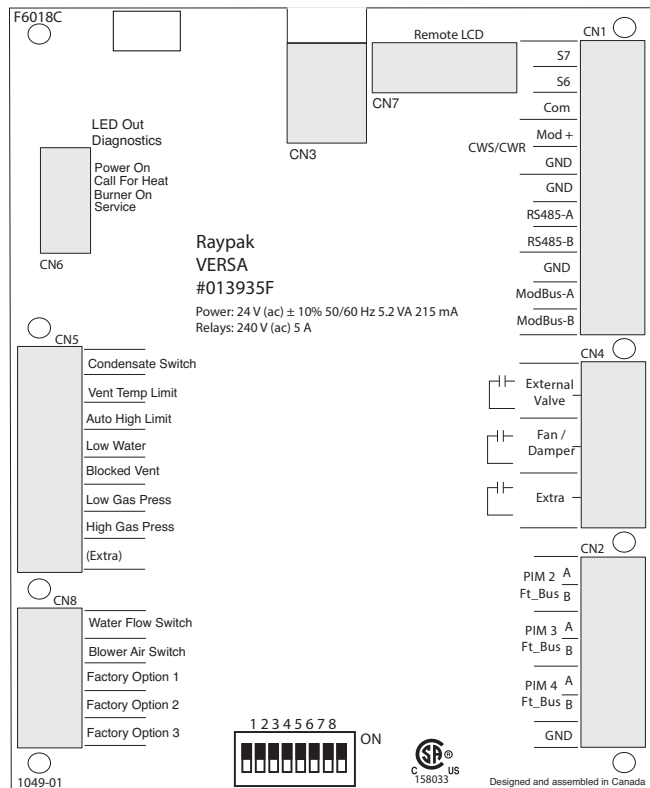 F6018C
Remote LCD
CN7
CN3
CN1
S7
S6
Com
Mod +
CWS/CWR
GND
GND
RS485-A
RS485-B
GND
ModBus-A
ModBus-B
LED Out
Diagnostics
Power On
Call For Heat
Burner On
Service
CN6
Raypak
VERSA
#013935F
Power: 24 V (ac) ± 10% 50/60 Hz 5.2 VA 215 mA
Relays: 240 V (ac) 5 A
CN5
Condensate Switch
Vent Temp Limit
Auto High Limit
Low Water
Blocked Vent
Low Gas Press
High Gas Press
(Extra)
CN4
External
Valve
Fan /
Damper
Extra
CN8
Water Flow Switch
Blower Air Switch
Factory Option 1
Factory Option 2
Factory Option 3
CN2
PIM 2 A
Ft_Bus B
PIM 3 A
Ft_Bus B
PIM 4 A
Ft_Bus B
GND
1 2 3 4 5 6 7 8
ON
C SA ® US
158033
1049-01
Designed and assembled in Canada